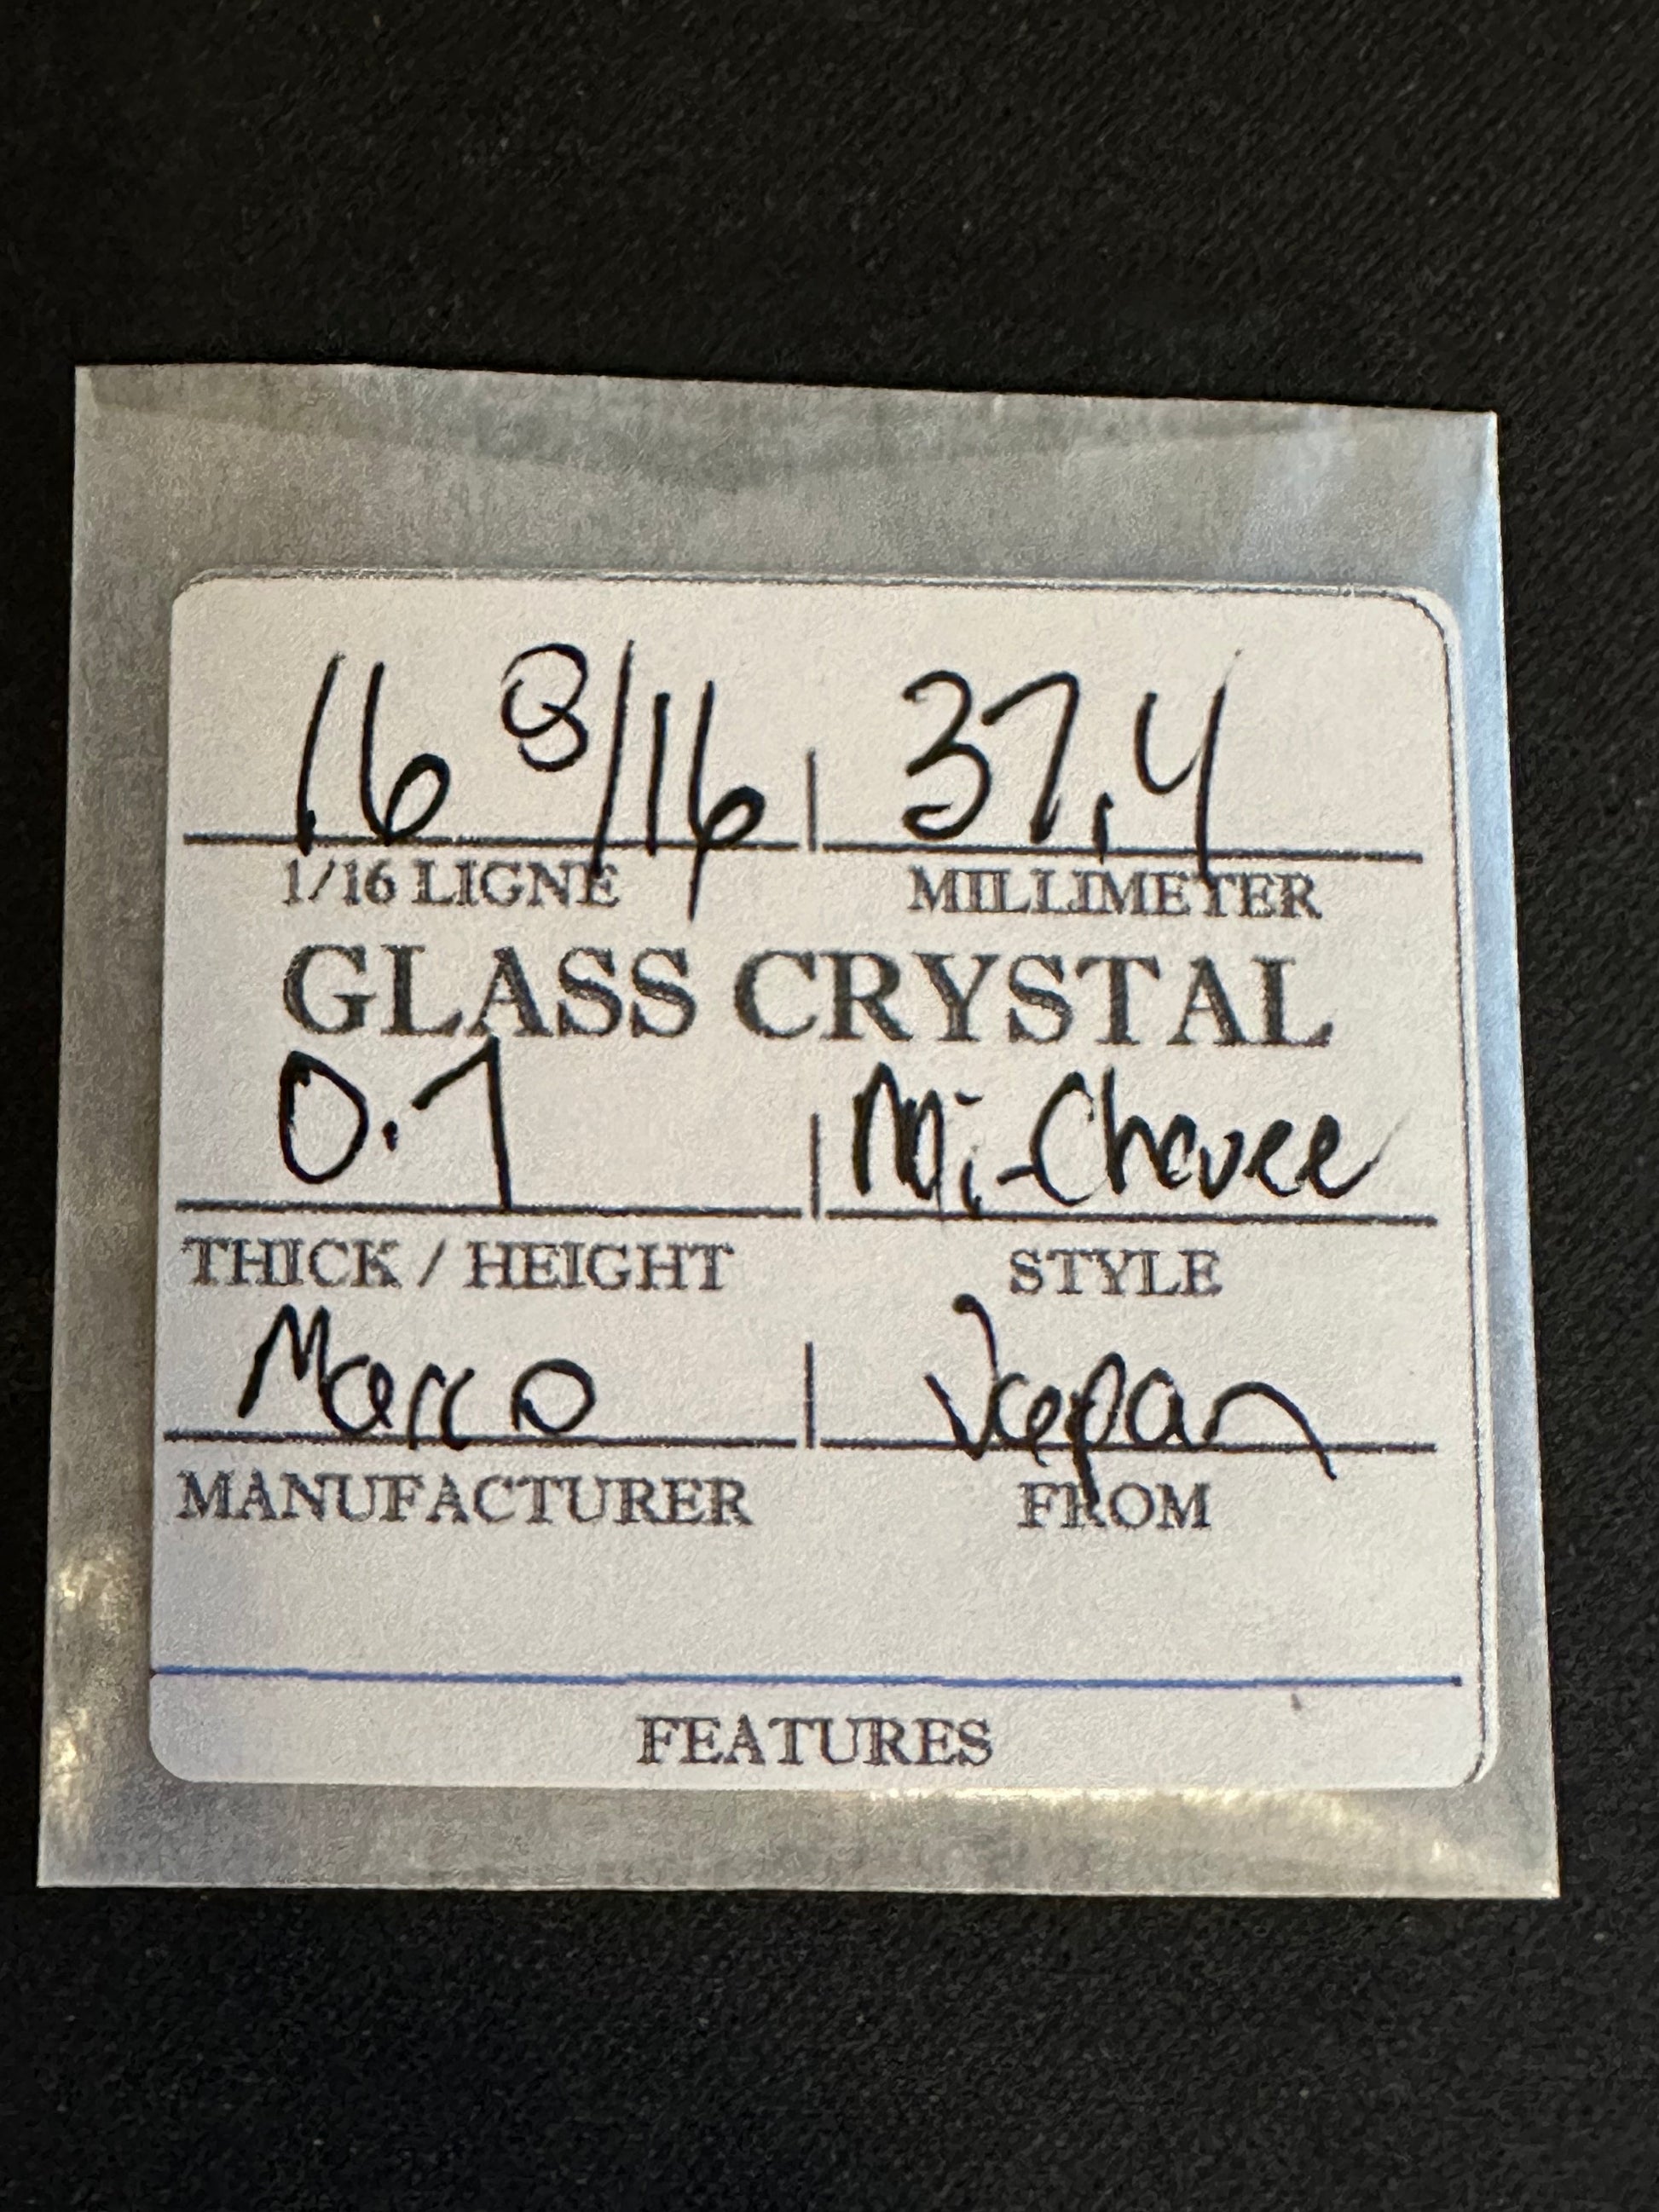 16 8/16 37.4
1/16 LIGNE MILLIMETER
GLASS CRYSTAL
0.7 Mi-Chevee
THICK / HEIGHT STYLE
Marco Japan
MANUFACTURER FROM
FEATURES